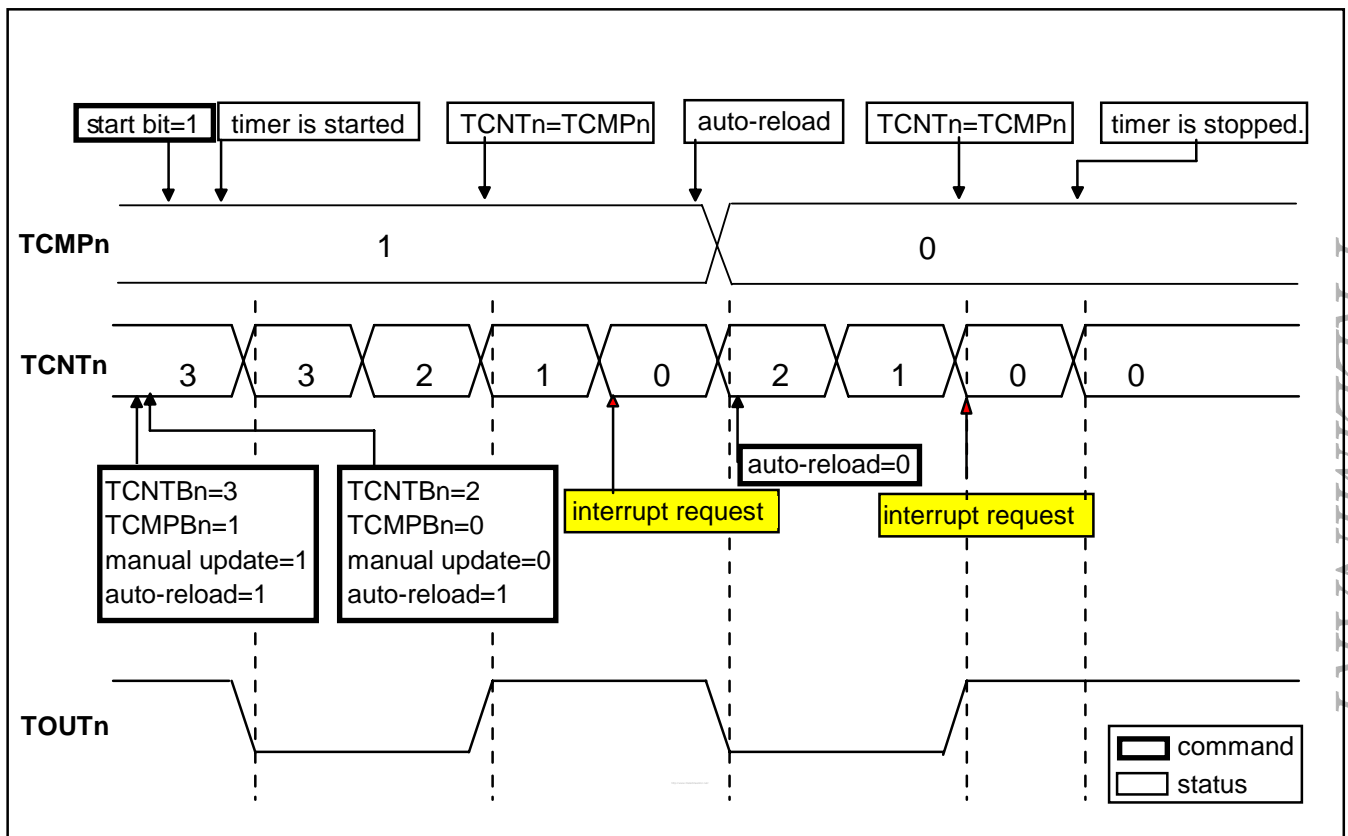 start bit=1
timer is started
TCNTn=TCMPn
auto-reload
TCNTn=TCMPn
timer is stopped.
TCMPn
1
0
TCNTn
3
3
2
1
0
2
1
0
0
TCNTBn=3
TCMPBn=1
manual update=1
auto-reload=1
TCNTBn=2
TCMPBn=0
manual update=0
auto-reload=1
interrupt request
auto-reload=0
interrupt request
TOUTn
command
status